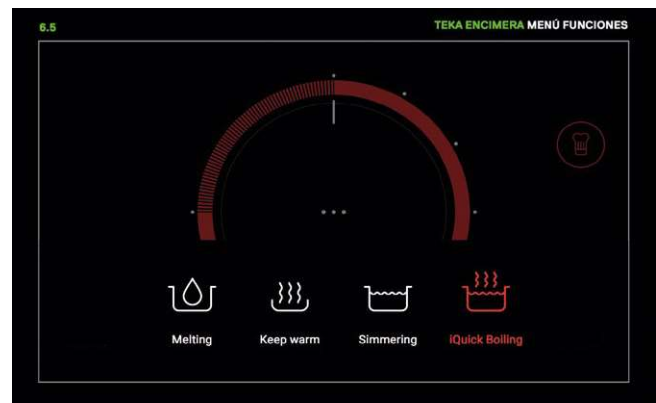 6.5
TEKA ENCIMERA MENÚ FUNCIONES
Melting
Keep warm
Simmering
iQuick Boiling